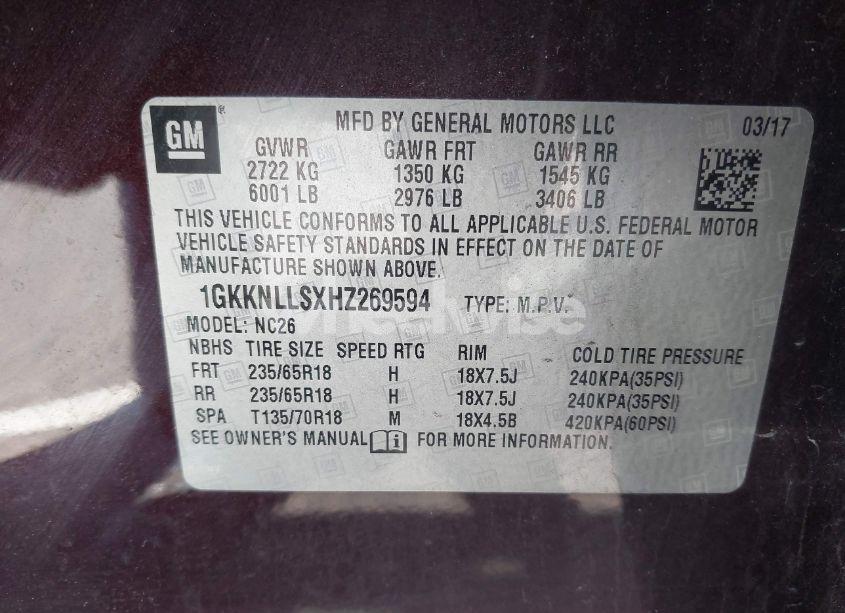 GM
MFD BY GENERAL MOTORS LLC 03/17
GVWR GAWR FRT GAWR RR
2722 KG 1350 KG 1545 KG
6001 LB 2976 LB 3406 LB
THIS VEHICLE CONFORMS TO ALL APPLICABLE U.S. FEDERAL MOTOR
VEHICLE SAFETY STANDARDS IN EFFECT ON THE DATE OF
MANUFACTURE SHOWN ABOVE.
1GKKNLLSXHZ269594 TYPE: M.P.V.
MODEL: NC26
NBHS TIRE SIZE SPEED RTG RIM COLD TIRE PRESSURE
FRT 235/65R18 H 18X7.5J 240KPA(35PSI)
RR 235/65R18 H 18X7.5J 240KPA(35PSI)
SPA T135/70R18 M 18X4.5B 420KPA(60PSI)
SEE OWNER'S MANUAL i FOR MORE INFORMATION.